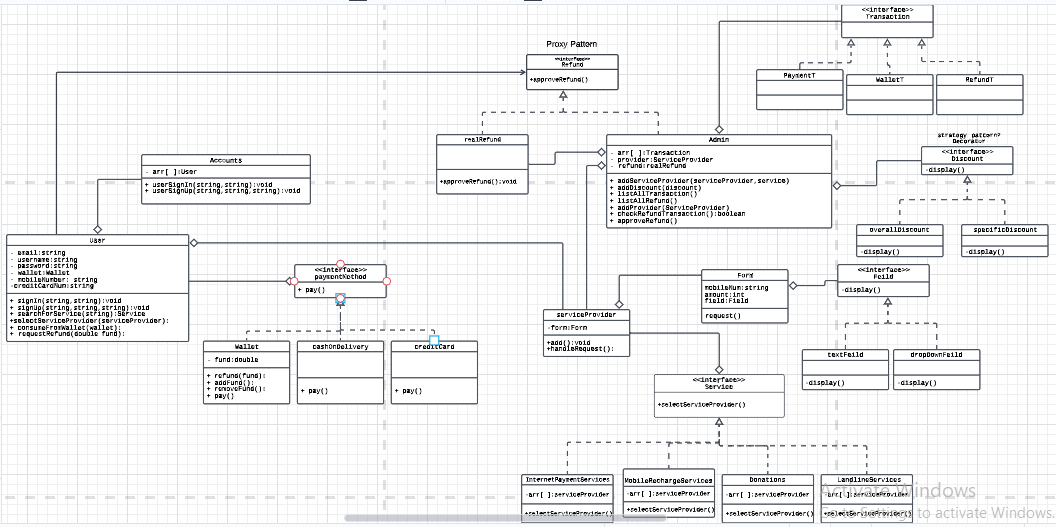 <<interface>>
Transaction
PaymentT
WalletT
RefundT
Proxy Pattern
<<interface>>
Refund
+approveRefund()
realRefund
+approveRefund():void
Admin
- arr[ ]:Transaction
- provider:ServiceProvider
- refund:realRefund
+ addServiceProvider(serviceProvider,service)
+ addDiscount(discount)
+ listAllTransaction()
+ listAllRefund()
+ addProvider(ServiceProvider)
+ checkRefundTransaction():boolean
+ approveRefund()
strategy pattern?
Decorator
<<interface>>
Discount
-display()
overallDiscount
-display()
specificDiscount
-display()
Accounts
- arr[ ]:User
+ userSignIn(string,string):void
+ userSignUp(string,string,string):void
User
- email:string
- username:string
- password:string
- wallet:Wallet
- mobileNumber: string
-creditCardNum:string
+ signIn(string,string):void
+ signUp(string,string,string):void
+ searchForService(string):Service
+selectServiceProvider(serviceProvider):
+ consumeFromWallet(wallet):
+ requestRefund(double fund):
<<interface>>
paymentMethod
+ pay()
Wallet
- fund:double
+ refund(fund):
+ addFund():
+ removeFund():
+ pay()
cashOnDelivery
+ pay()
creditCard
+ pay()
serviceProvider
-form:Form
+add():void
+handleRequest():
Form
mobileNum:string
amount:int
field:Field
request()
<<interface>>
Feild
-display()
textFeild
-display()
dropDownFeild
-display()
<<interface>>
Service
+selectServiceProvider()
InternetPaymentServices
-arr[ ]:serviceProvider
+selectServiceProvider()
MobileRechargeServices
-arr[ ]:serviceProvider
+selectServiceProvider()
Donations
-arr[ ]:serviceProvider
+selectServiceProvider()
LandlineServices
-arr[ ]:serviceProvider
+selectServiceProvider()
Activate Windows
to activate Windows.